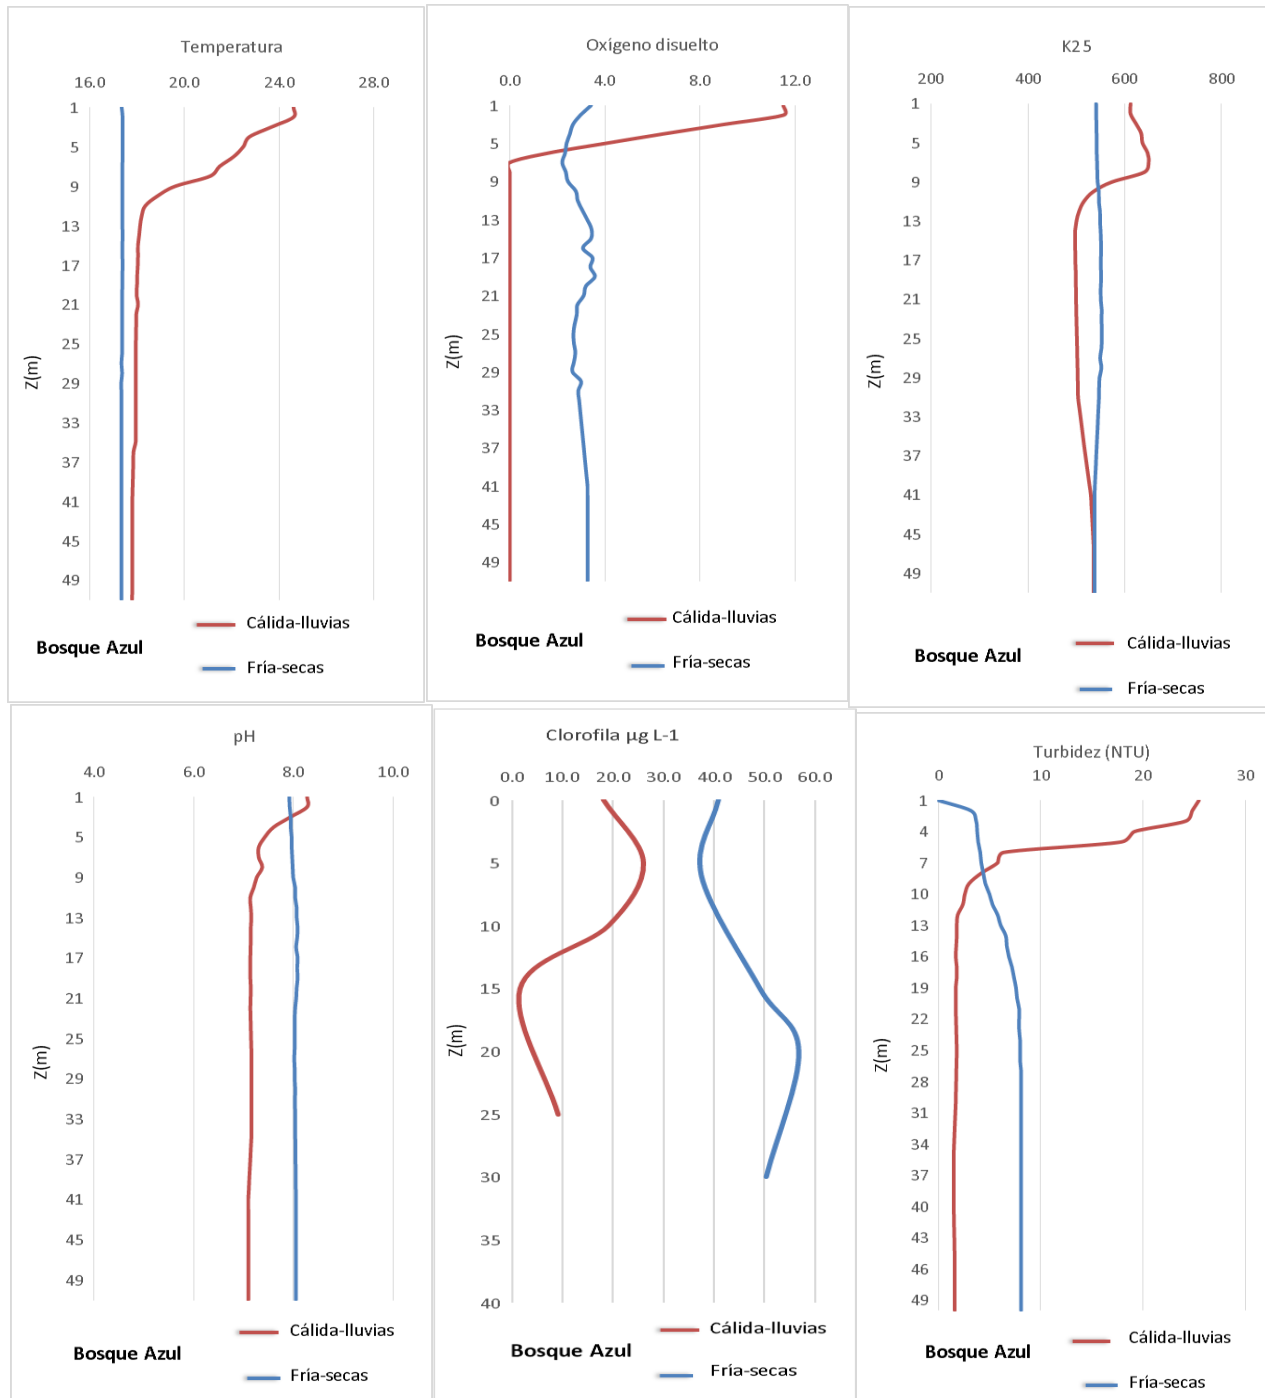 Temperatura
16.0 20.0 24.0 28.0
1
5
9
13
17
21
25
29
33
37
41
45
49
Z(m)
Bosque Azul
Cálida-lluvias
Fría-secas
Oxígeno disuelto
0.0 4.0 8.0 12.0
1
5
9
13
17
21
25
29
33
37
41
45
49
Z(m)
Bosque Azul
Cálida-lluvias
Fría-secas
K25
200 400 600 800
1
5
9
13
17
21
25
29
33
37
41
45
49
Z(m)
Bosque Azul
Cálida-lluvias
Fría-secas
pH
4.0 6.0 8.0 10.0
1
5
9
13
17
21
25
29
33
37
41
45
49
Z(m)
Bosque Azul
Cálida-lluvias
Fría-secas
Clorofila µg L-1
0.0 10.0 20.0 30.0 40.0 50.0 60.0
0
5
10
15
20
25
30
35
40
Z(m)
Bosque Azul
Cálida-lluvias
Fría-secas
Turbidez (NTU)
0 10 20 30
1
4
7
10
13
16
19
22
25
28
31
34
37
40
43
46
49
Z(m)
Bosque Azul
Cálida-lluvias
Fría-secas